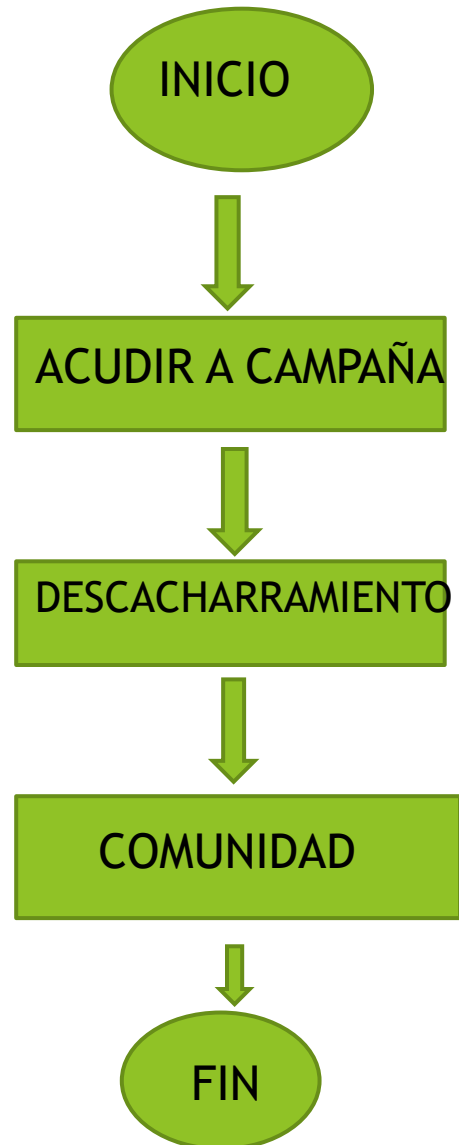 INICIO
ACUDIR A CAMPAÑA
DESCACHARRAMIENTO
COMUNIDAD
FIN